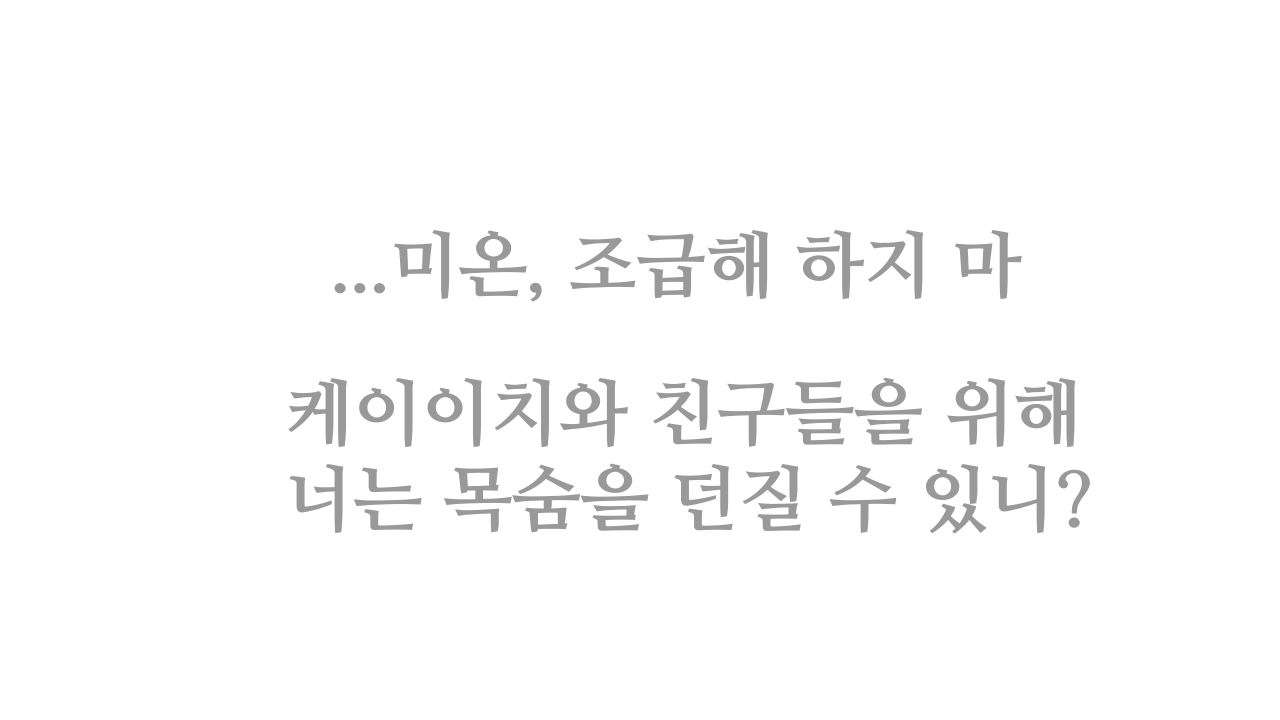 ...미온, 조급해 하지 마
케이이치와 친구들을 위해
너는 목숨을 던질 수 있니?